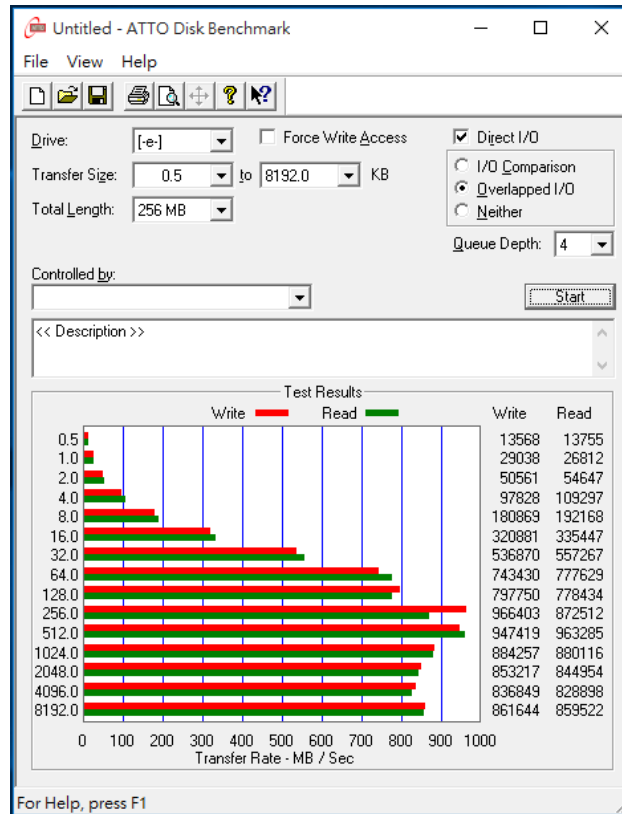 Untitled - ATTO Disk Benchmark
File View Help
Drive: [-e-] Force Write Access Direct I/O
Transfer Size: 0.5 to 8192.0 KB I/O Comparison
Overlapped I/O
Total Length: 256 MB Neither
Queue Depth: 4
Controlled by:
Start
<< Description >>
Test Results
Write Read Write Read
0.5 13568 13755
1.0 29038 26812
2.0 50561 54647
4.0 97828 109297
8.0 180869 192168
16.0 320881 335447
32.0 536870 557267
64.0 743430 777629
128.0 797750 778434
256.0 966403 872512
512.0 947419 963285
1024.0 884257 880116
2048.0 853217 844954
4096.0 836849 828898
8192.0 861644 859522
0 100 200 300 400 500 600 700 800 900 1000
Transfer Rate - MB / Sec
For Help, press F1